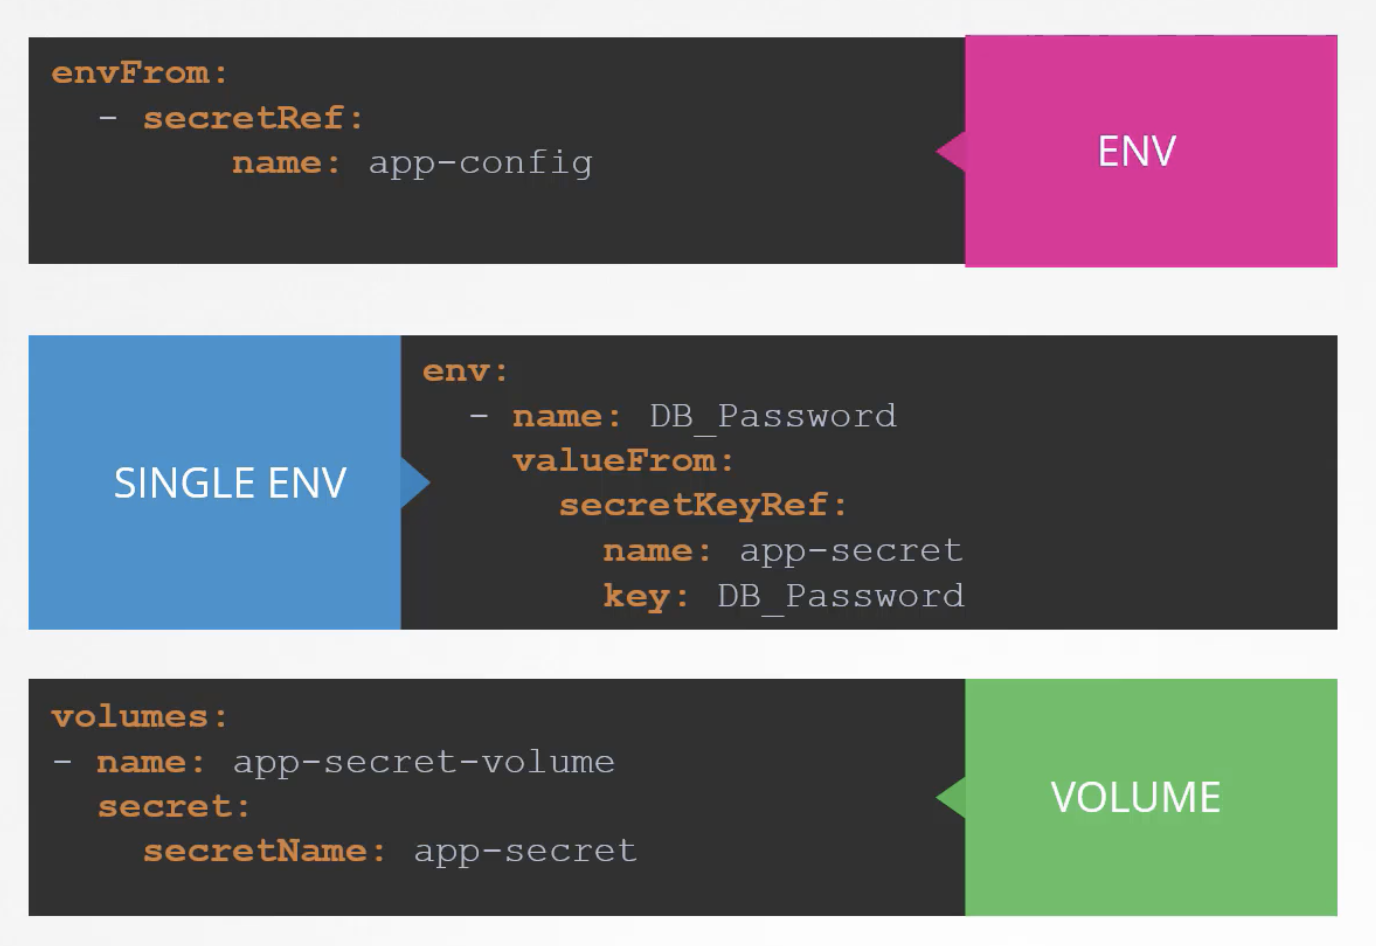 envFrom:
  - secretRef:
        name: app-config
ENV
SINGLE ENV
env:
  - name: DB_Password
    valueFrom:
      secretKeyRef:
        name: app-secret
        key: DB_Password
volumes:
- name: app-secret-volume
  secret:
    secretName: app-secret
VOLUME